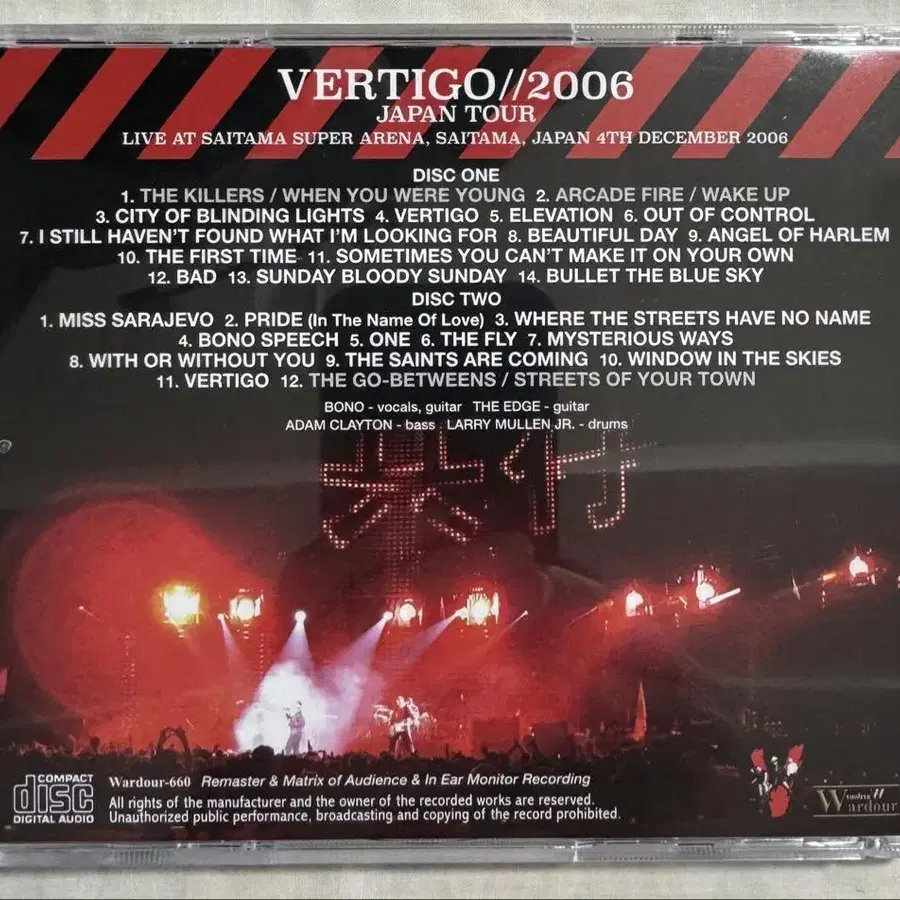 VERTIGO//2006
JAPAN TOUR
LIVE AT SAITAMA SUPER ARENA, SAITAMA, JAPAN 4TH DECEMBER 2006
DISC ONE
1. THE KILLERS / WHEN YOU WERE YOUNG 2. ARCADE FIRE / WAKE UP
3. CITY OF BLINDING LIGHTS 4. VERTIGO 5. ELEVATION 6. OUT OF CONTROL
7. I STILL HAVEN'T FOUND WHAT I'M LOOKING FOR 8. BEAUTIFUL DAY 9. ANGEL OF HARLEM
10. THE FIRST TIME 11. SOMETIMES YOU CAN'T MAKE IT ON YOUR OWN
12. BAD 13. SUNDAY BLOODY SUNDAY 14. BULLET THE BLUE SKY
DISC TWO
1. MISS SARAJEVO 2. PRIDE (In The Name Of Love) 3. WHERE THE STREETS HAVE NO NAME
4. BONO SPEECH 5. ONE 6. THE FLY 7. MYSTERIOUS WAYS
8. WITH OR WITHOUT YOU 9. THE SAINTS ARE COMING 10. WINDOW IN THE SKIES
11. VERTIGO 12. THE GO-BETWEENS / STREETS OF YOUR TOWN
BONO - vocals, guitar THE EDGE - guitar
ADAM CLAYTON - bass LARRY MULLEN JR. - drums
共存
COMPACT
disc
DIGITAL AUDIO
Wardour-660 Remaster & Matrix of Audience & In Ear Monitor Recording
All rights of the manufacturer and the owner of the recorded works are reserved.
Unauthorized public performance, broadcasting and copying of the record prohibited.
Wardour